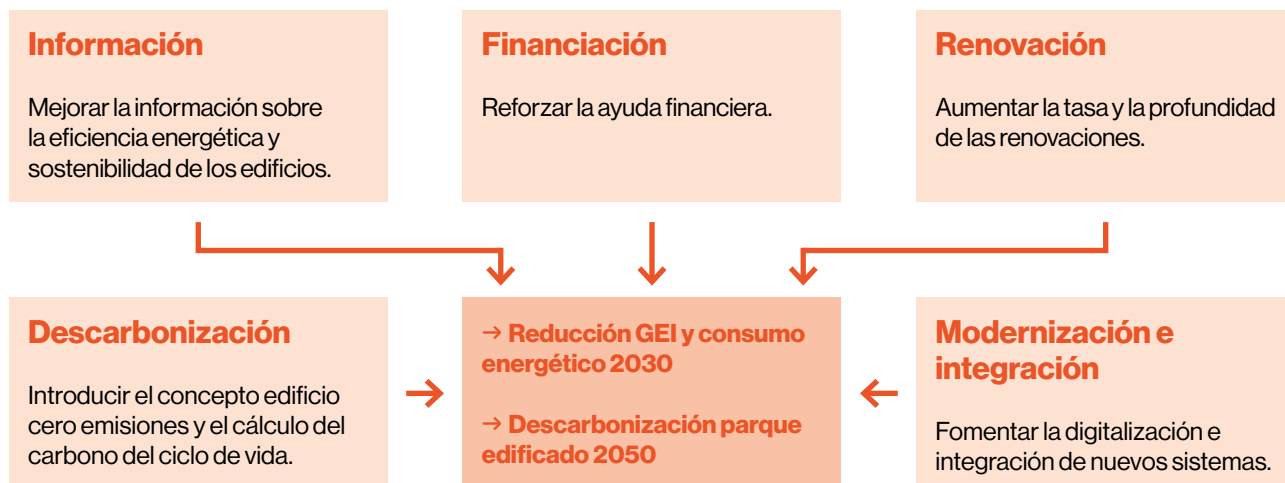 Información
Mejorar la información sobre
la eficiencia energética y
sostenibilidad de los edificios.
Financiación
Reforzar la ayuda financiera.
Renovación
Aumentar la tasa y la profundidad
de las renovaciones.
Descarbonización
Introducir el concepto edificio
cero emisiones y el cálculo del
carbono del ciclo de vida.
→ Reducción GEI y consumo
energético 2030
→ Descarbonización parque
edificado 2050
Modernización e
integración
Fomentar la digitalización e
integración de nuevos sistemas.